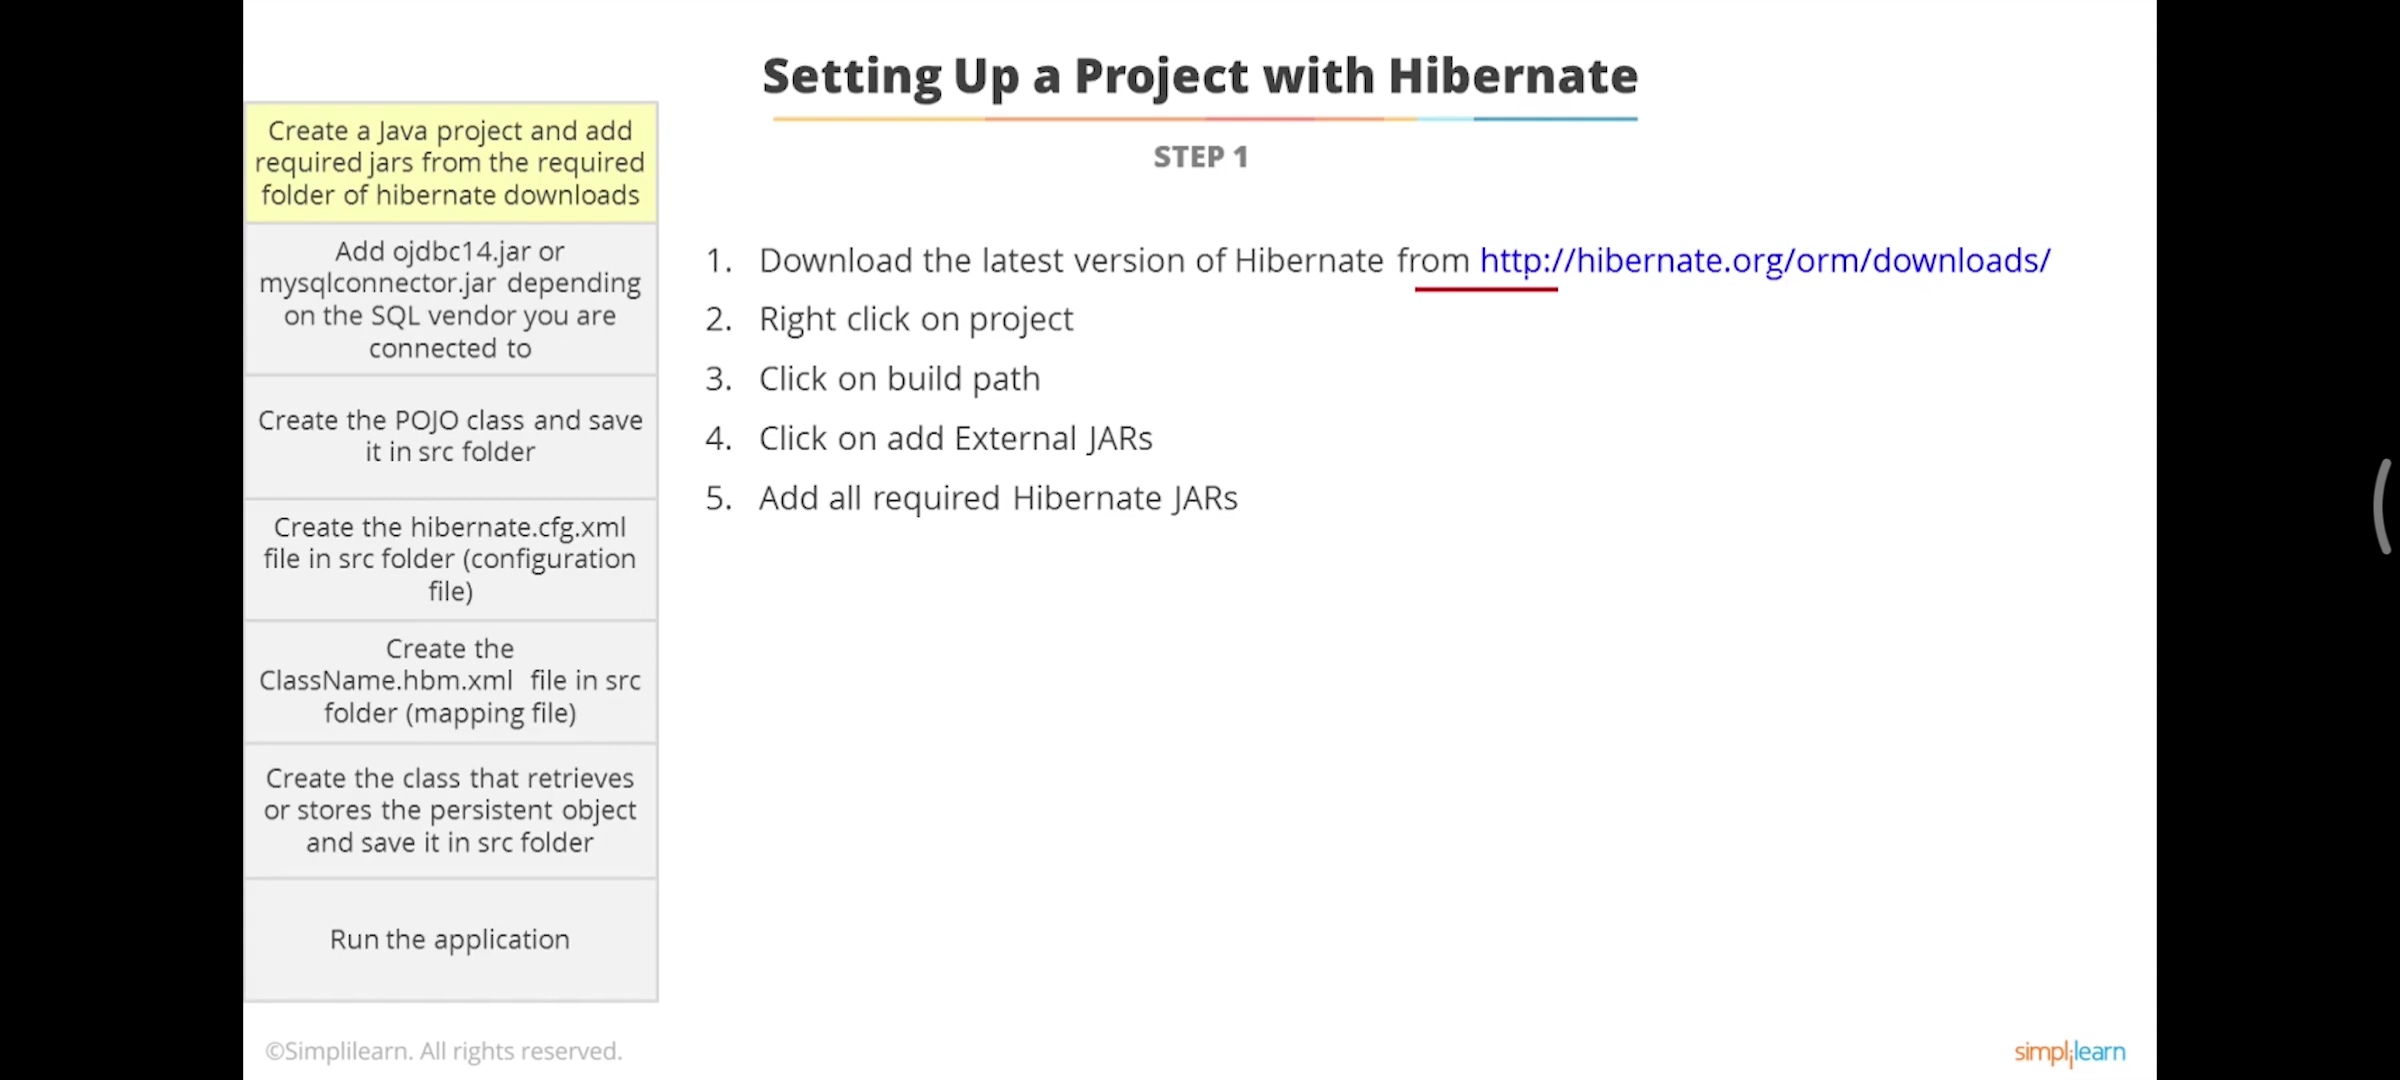 Setting Up a Project with Hibernate
STEP 1
Create a Java project and add
required jars from the required
folder of hibernate downloads
Add ojdbc14.jar or
mysqlconnector.jar depending
on the SQL vendor you are
connected to
Create the POJO class and save
it in src folder
Create the hibernate.cfg.xml
file in src folder (configuration
file)
Create the
ClassName.hbm.xml file in src
folder (mapping file)
Create the class that retrieves
or stores the persistent object
and save it in src folder
Run the application
1. Download the latest version of Hibernate from http://hibernate.org/orm/downloads/
2. Right click on project
3. Click on build path
4. Click on add External JARs
5. Add all required Hibernate JARs
©Simplilearn. All rights reserved.
simplilearn